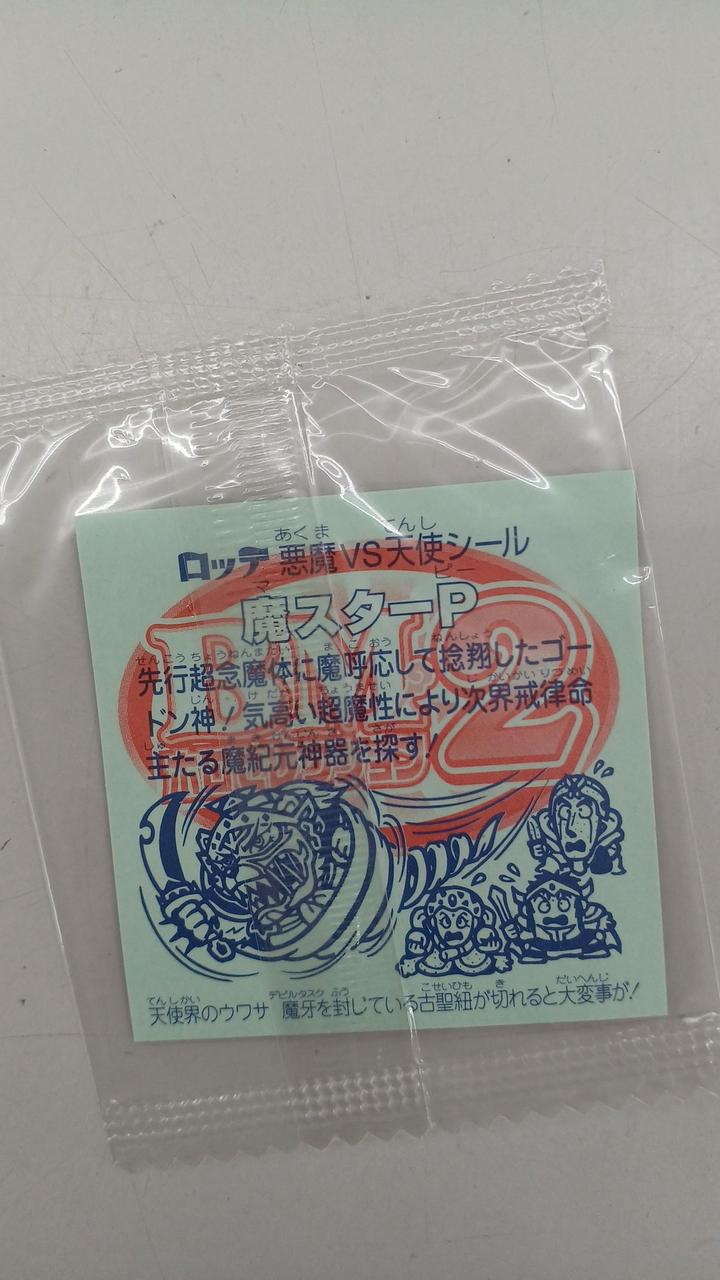 ロッテ 悪魔VS天使シール
魔スターP
先行超念魔体に魔呼応して捻翔したゴー
ドン神!気高い超魔性により次界戒律命
主たる魔紀元神器を探す!
BM2
天使界のウワサ 魔牙を封じている古聖紐が切れると大変事が!